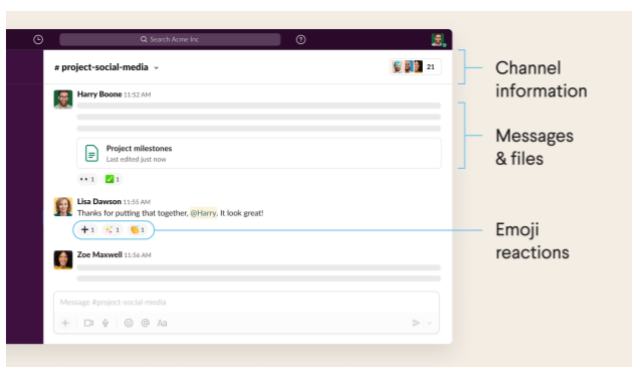 Search Acme Inc
# project-social-media
21
Harry Boone 11:52 AM
Project milestones
Last edited just now
1
1
Lisa Dawson 11:55 AM
Thanks for putting that together, @Harry. It look great!
1
1
1
Zoe Maxwell 11:56 AM
Message #project-social-media
Aa
Channel
information
Messages
& files
Emoji
reactions